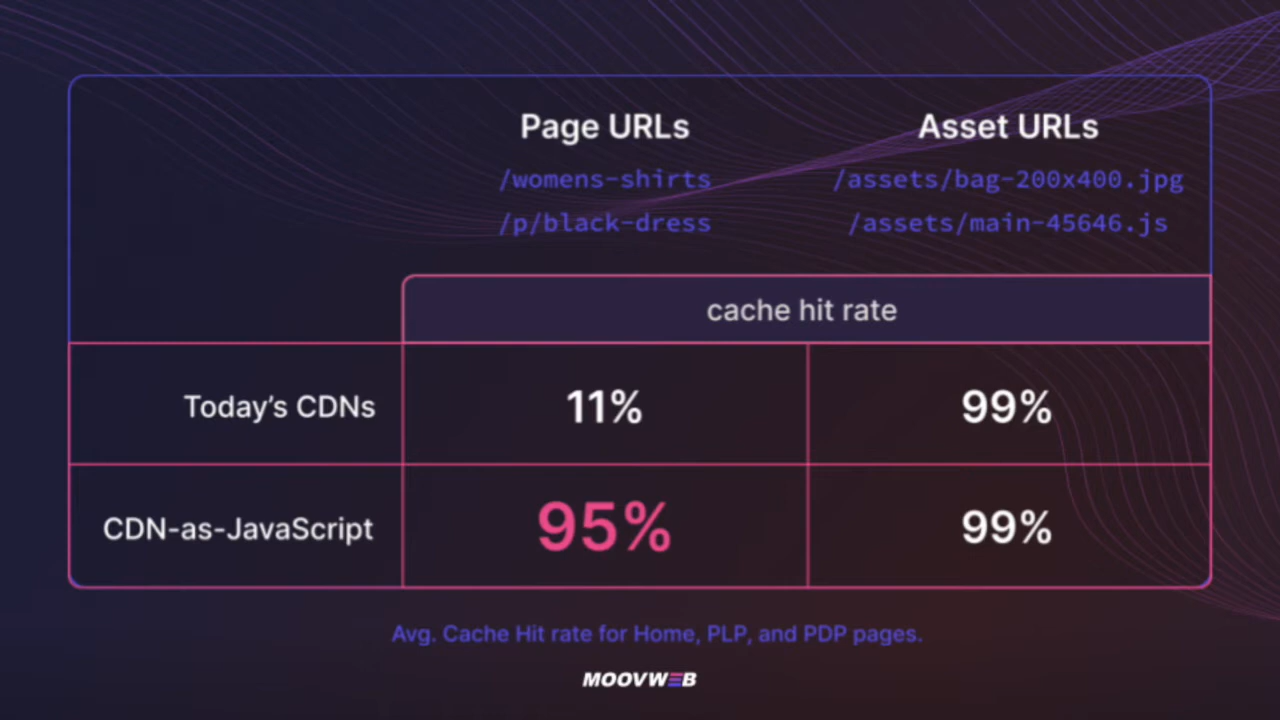 Page URLs
Asset URLs
/womens-shirts
/assets/bag-200x400.jpg
/p/black-dress
/assets/main-45646.js
cache hit rate
Today’s CDNs
11%
99%
CDN-as-JavaScript
95%
99%
Avg. Cache Hit rate for Home, PLP, and PDP pages.
MOOVWEB